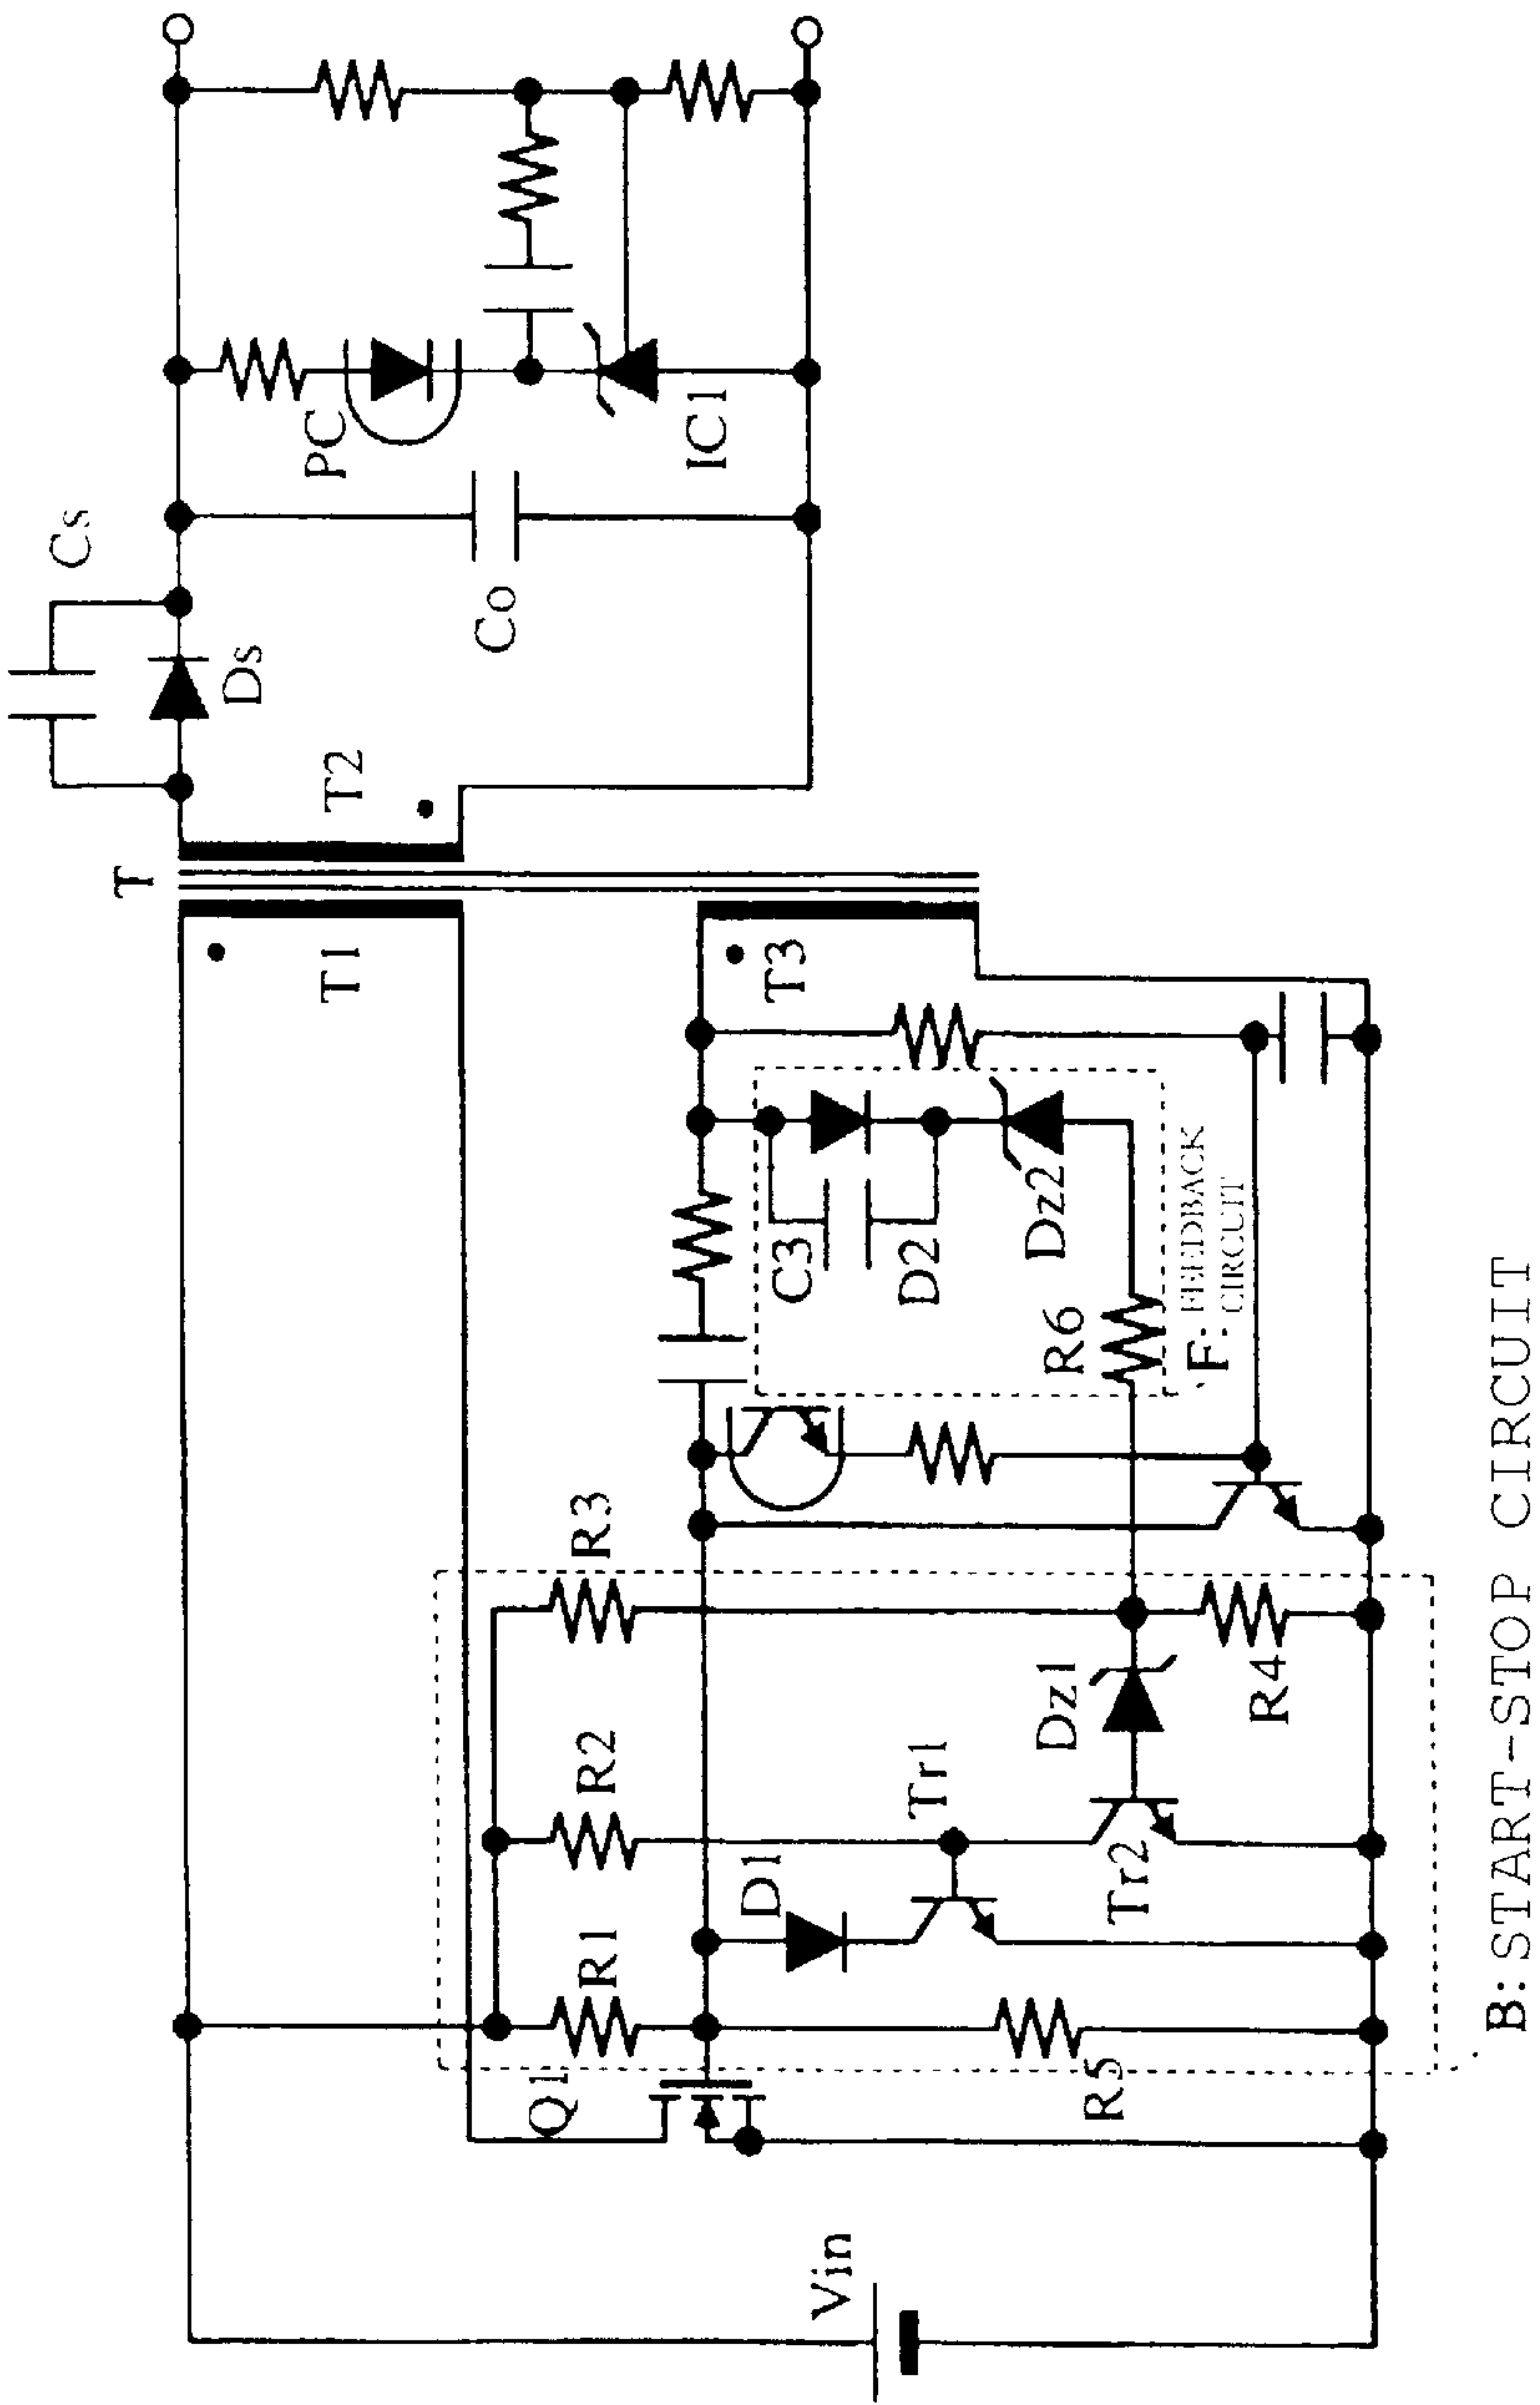 Cs
Ds
Co
PC
IC1
T
T1
T2
T3
C3
D2
Dz2
R6
F: FEEDBACK
CIRCUIT
R3
R2
R1
Dz1
R4
Tr1
D1
Tr2
Q1
R5
Vin
B: START-STOP CIRCUIT